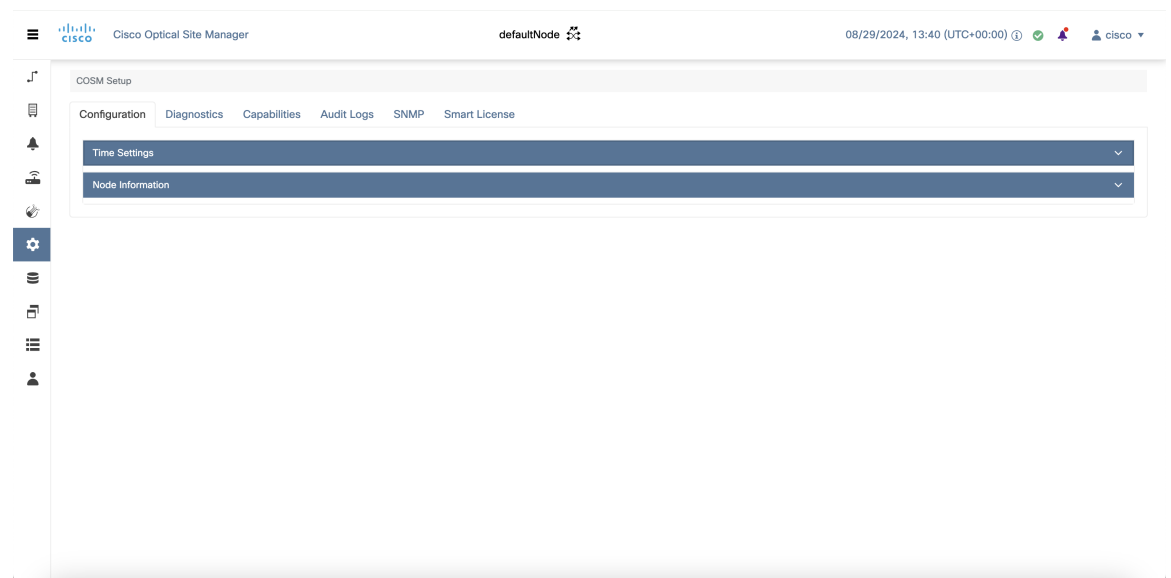 CISCO Cisco Optical Site Manager defaultNode 08/29/2024, 13:40 (UTC+00:00) cisco
COSM Setup
Configuration Diagnostics Capabilities Audit Logs SNMP Smart License
Time Settings
Node Information